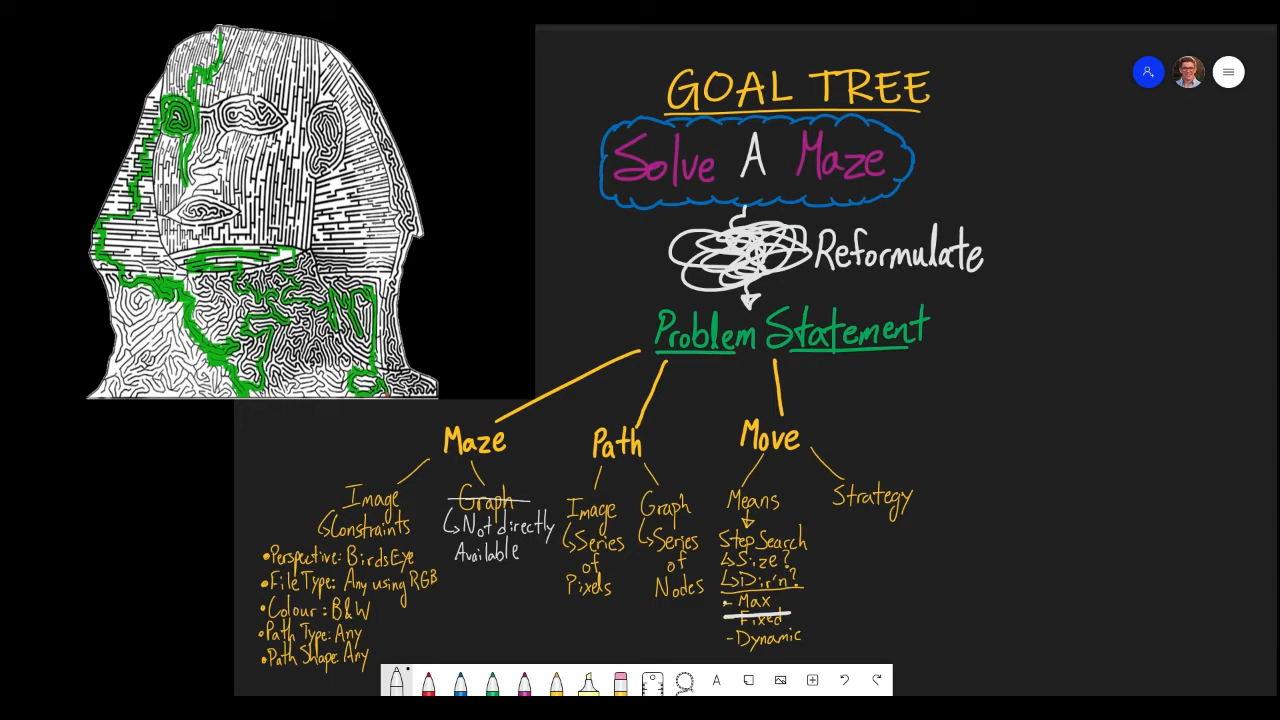 GOAL TREE
Solve A Maze
Reformulate
Problem Statement
Maze
Path
Move
Image
↳Constraints
• Perspective: BirdsEye
• File Type: Any using RGB
• Colour: B&W
• Path Type: Any
• Path Shape: Any
Graph
↳Not directly
Available
Image
↳Series
of
Pixels
Graph
↳Series
of
Nodes
Means
StepSearch
↳Size?
↳Dir'n?
- Max
- Fixed
- Dynamic
Strategy
A